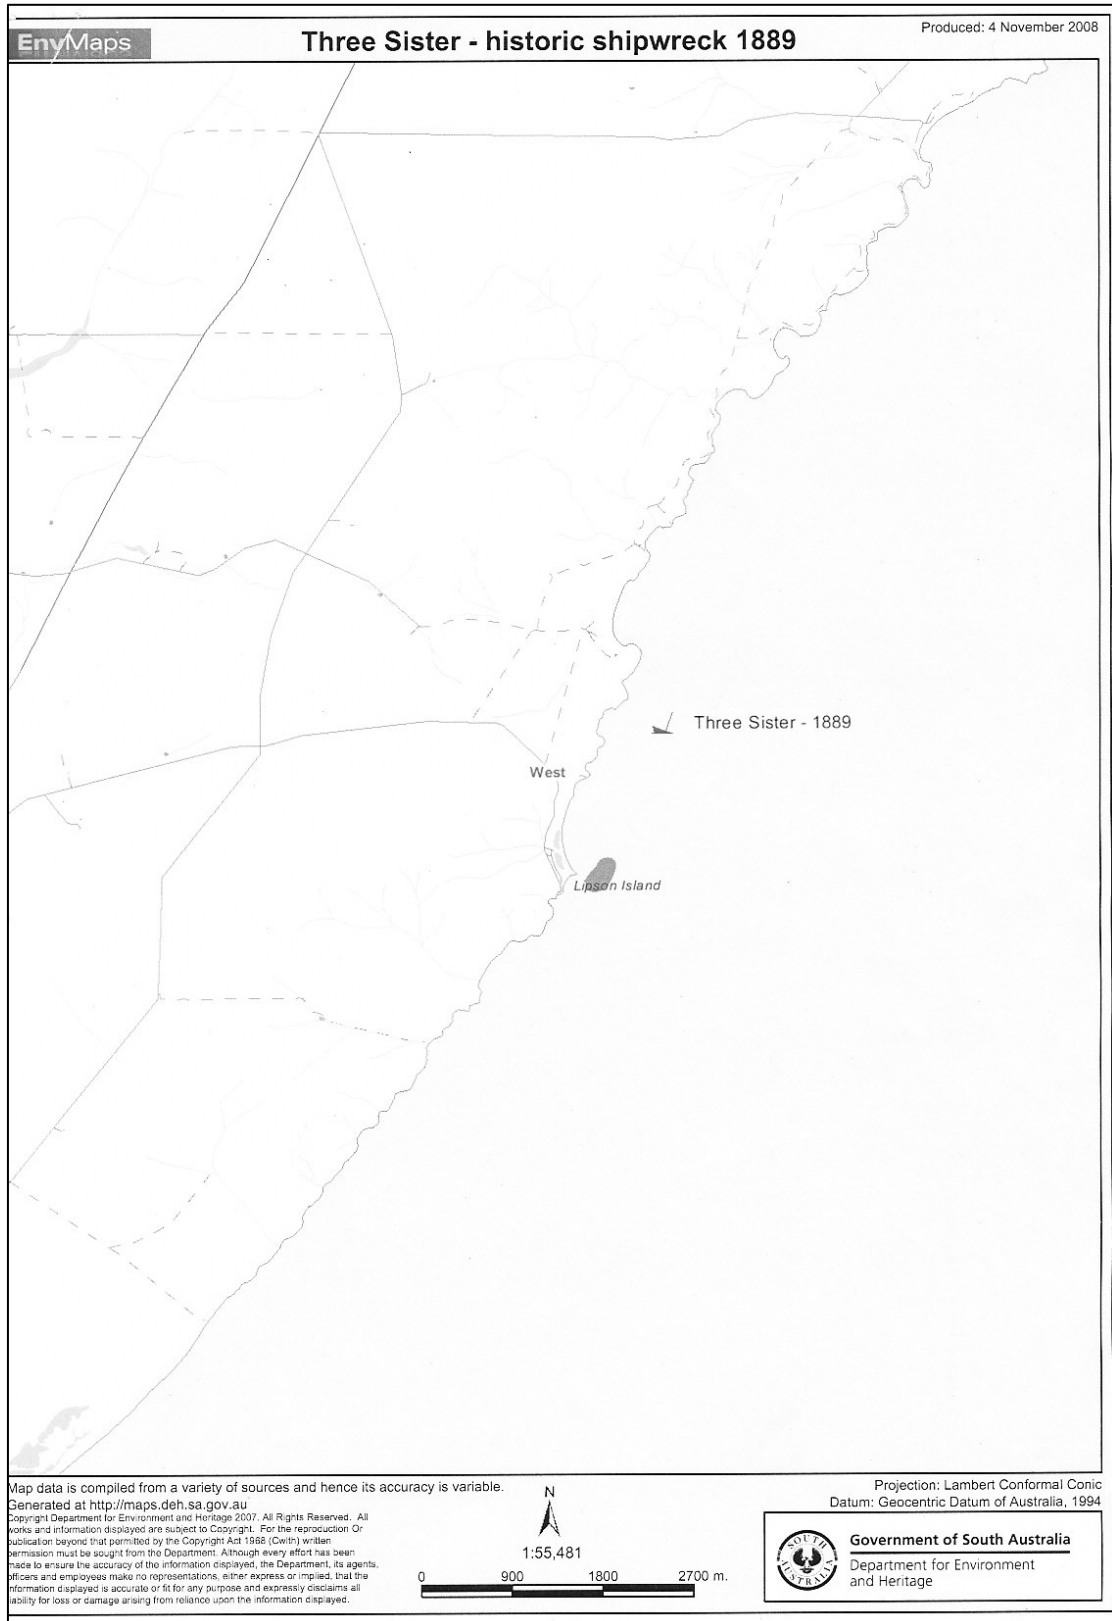 EnvMaps
Three Sister - historic shipwreck 1889
Produced: 4 November 2008
Three Sister - 1889
West
Lipson Island
Map data is compiled from a variety of sources and hence its accuracy is variable.
Generated at http://maps.deh.sa.gov.au
Copyright Department for Environment and Heritage 2007. All Rights Reserved. All
works and information displayed are subject to Copyright. For the reproduction Or
publication beyond that permitted by the Copyright Act 1968 (Cwlth) written
permission must be sought from the Department. Although every effort has been
made to ensure the accuracy of the information displayed, the Department, its agents,
officers and employees make no representations, either express or implied, that the
information displayed is accurate or fit for any purpose and expressly disclaims all
liability for loss or damage arising from reliance upon the information displayed.
N
1:55,481
0 900 1800 2700 m.
Projection: Lambert Conformal Conic
Datum: Geocentric Datum of Australia, 1994
SOUTH AUSTRALIA
Government of South Australia
Department for Environment
and Heritage